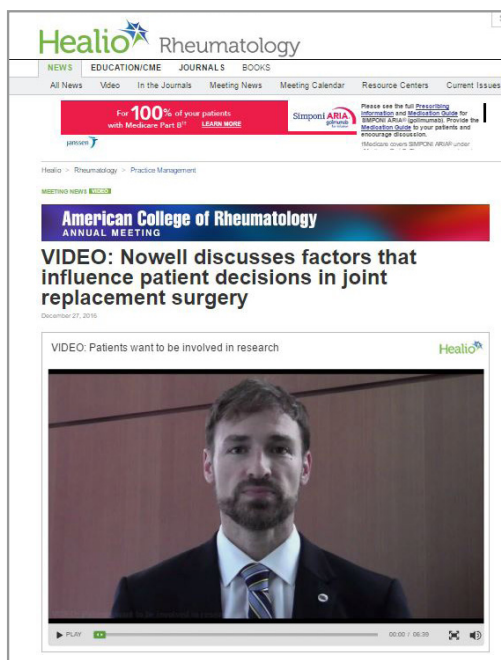 Healio Rheumatology
NEWS EDUCATION/CME JOURNALS BOOKS
All News Video In the Journals Meeting News Meeting Calendar Resource Centers Current Issues
For 100% of your patients
with Medicare Part B
LEARN MORE
janssen
Simponi ARIA
golimumab
Please see the full Prescribing
Information and Medication Guide for
SIMPONI ARIA® (golimumab). Provide the
Medication Guide to your patients and
encourage discussion.
Healio > Rheumatology > Practice Management
MEETING NEWS VIDEO
American College of Rheumatology
ANNUAL MEETING
VIDEO: Nowell discusses factors that
influence patient decisions in joint
replacement surgery
December 27, 2016
VIDEO: Patients want to be involved in research
Healio
PLAY
00:00 / 06:39